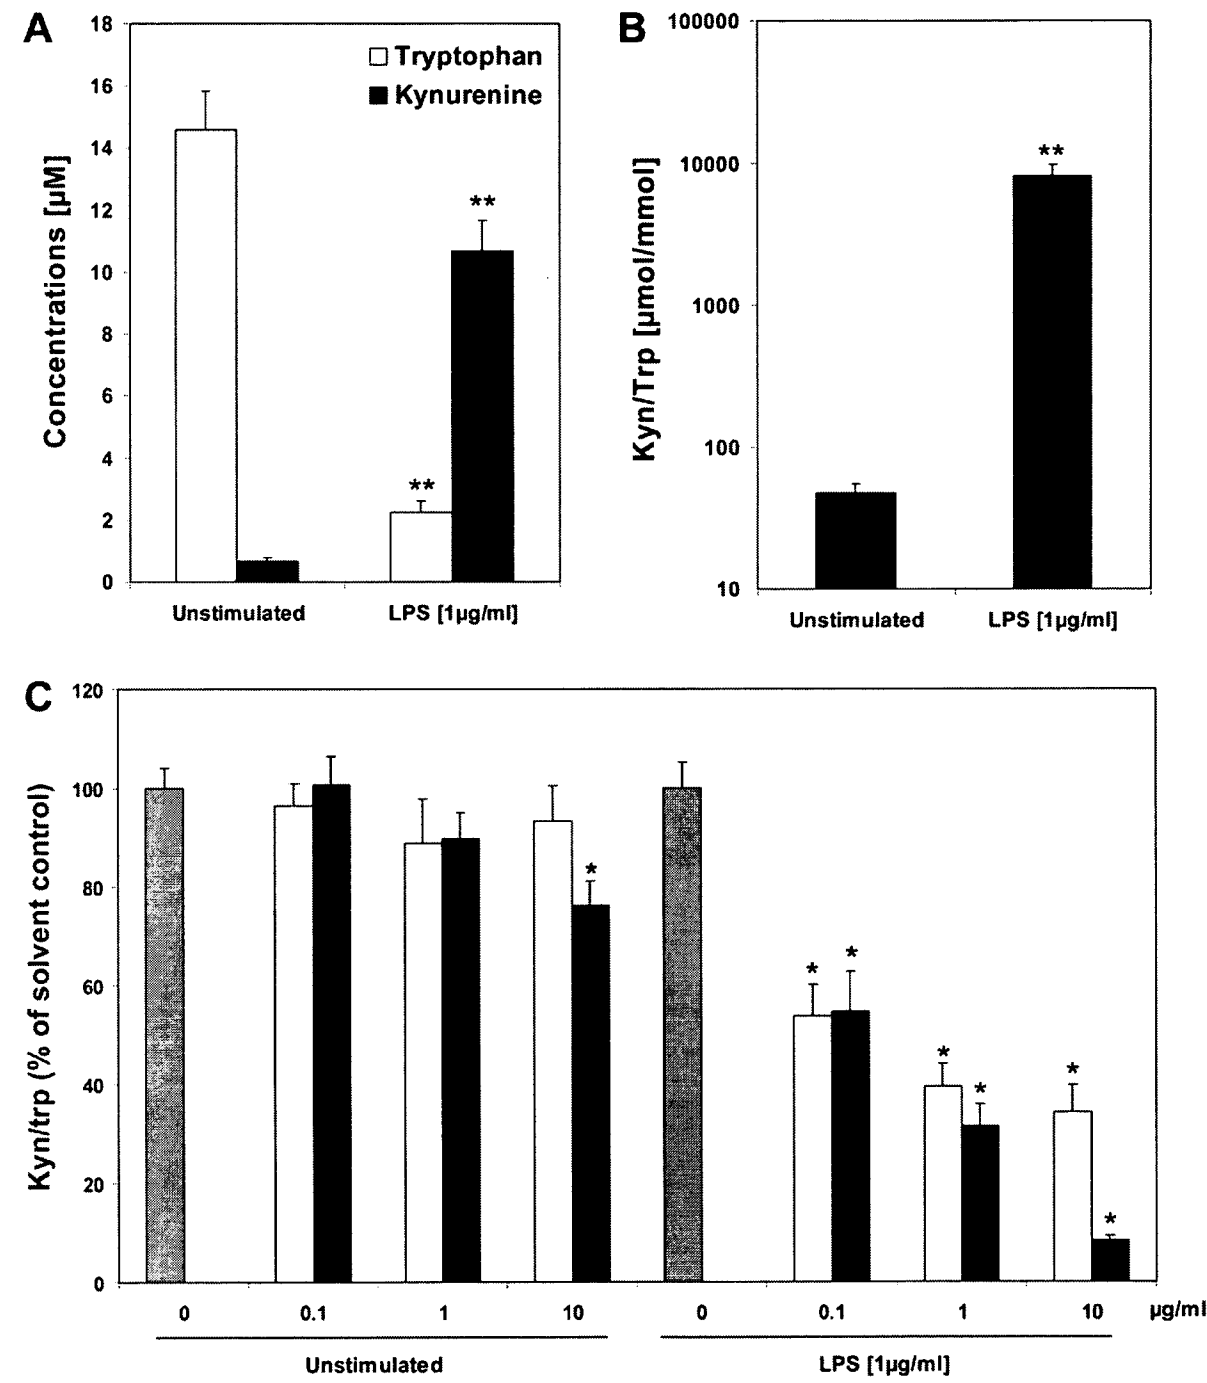 A
Concentrations [µM]
18
16
14
12
10
8
6
4
2
0
Tryptophan
Kynurenine
**
**
Unstimulated LPS [1µg/ml]
B
Kyn/Trp [µmol/mmol]
100000
10000
1000
100
10
**
Unstimulated LPS [1µg/ml]
C
Kyn/trp (% of solvent control)
120
100
80
60
40
20
0
*
*
*
*
*
*
*
0 0.1 1 10 0 0.1 1 10 µg/ml
Unstimulated LPS [1µg/ml]